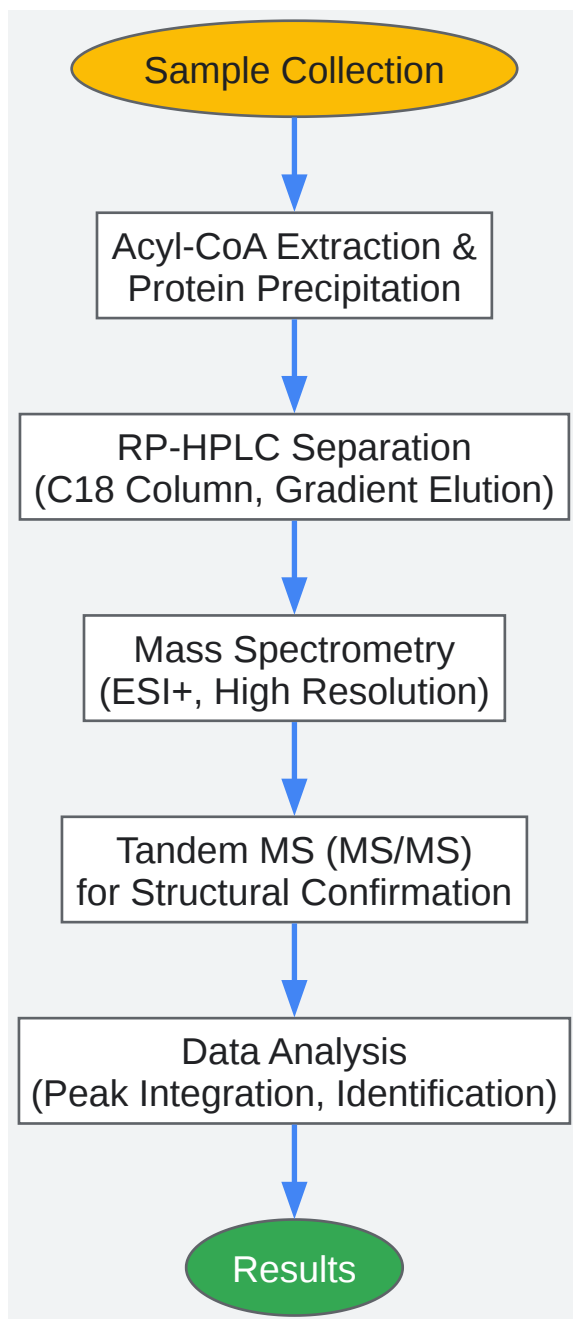 Sample Collection
Acyl-CoA Extraction &
Protein Precipitation
RP-HPLC Separation
(C18 Column, Gradient Elution)
Mass Spectrometry
(ESI+, High Resolution)
Tandem MS (MS/MS)
for Structural Confirmation
Data Analysis
(Peak Integration, Identification)
Results